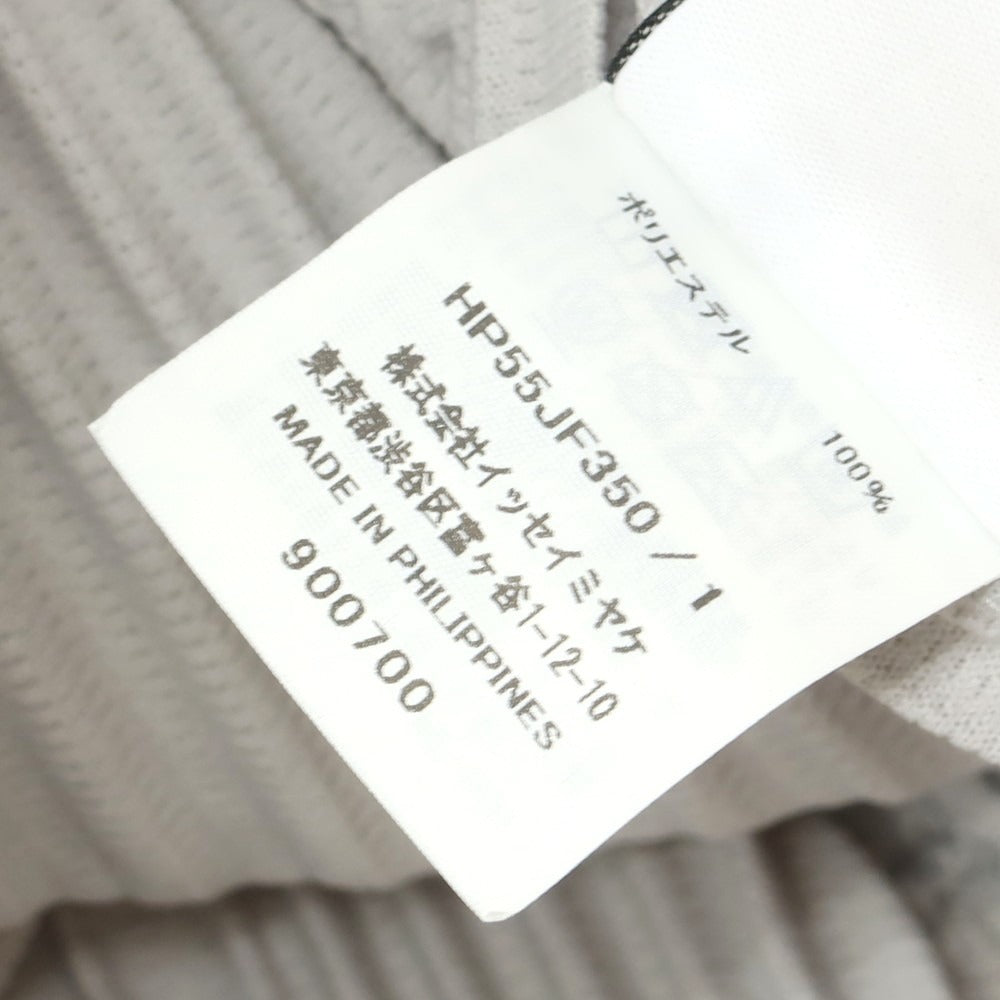 ポリエステル 100%
HP55JF350 / 1
株式会社イッセイミヤケ
東京都渋谷区富ヶ谷1-12-10
MADE IN PHILIPPINES
900700